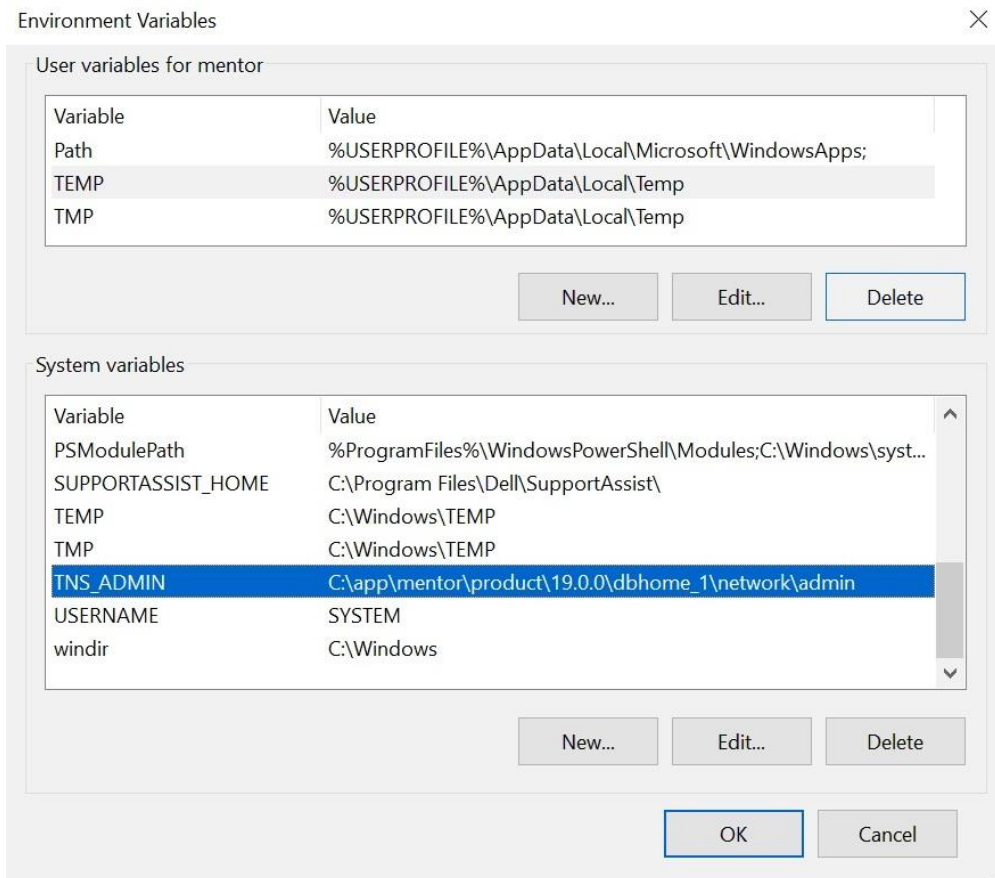 Environment Variables
User variables for mentor
Variable Value
Path %USERPROFILE%\AppData\Local\Microsoft\WindowsApps;
TEMP %USERPROFILE%\AppData\Local\Temp
TMP %USERPROFILE%\AppData\Local\Temp
New... Edit... Delete
System variables
Variable Value
PSModulePath %ProgramFiles%\WindowsPowerShell\Modules;C:\Windows\syst...
SUPPORTASSIST_HOME C:\Program Files\Dell\SupportAssist\
TEMP C:\Windows\TEMP
TMP C:\Windows\TEMP
TNS_ADMIN C:\app\mentor\product\19.0.0\dbhome_1\network\admin
USERNAME SYSTEM
windir C:\Windows
New... Edit... Delete
OK Cancel